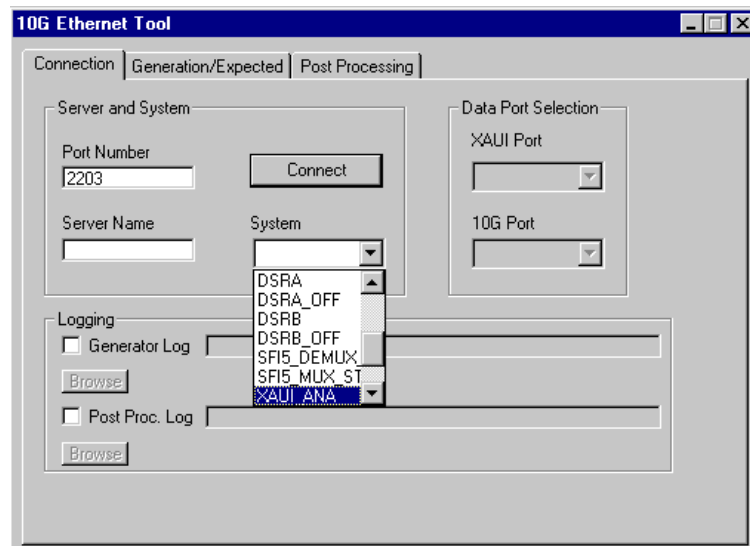 10G Ethernet Tool
Connection
Generation/Expected
Post Processing
Server and System
Port Number
2203
Connect
Server Name
System
DSRA
DSRA_OFF
DSRB
DSRB_OFF
SFI5_DEMUX_
SFI5_MUX_ST
XAUI_ANA
Data Port Selection
XAUI Port
10G Port
Logging
Generator Log
Browse
Post Proc. Log
Browse